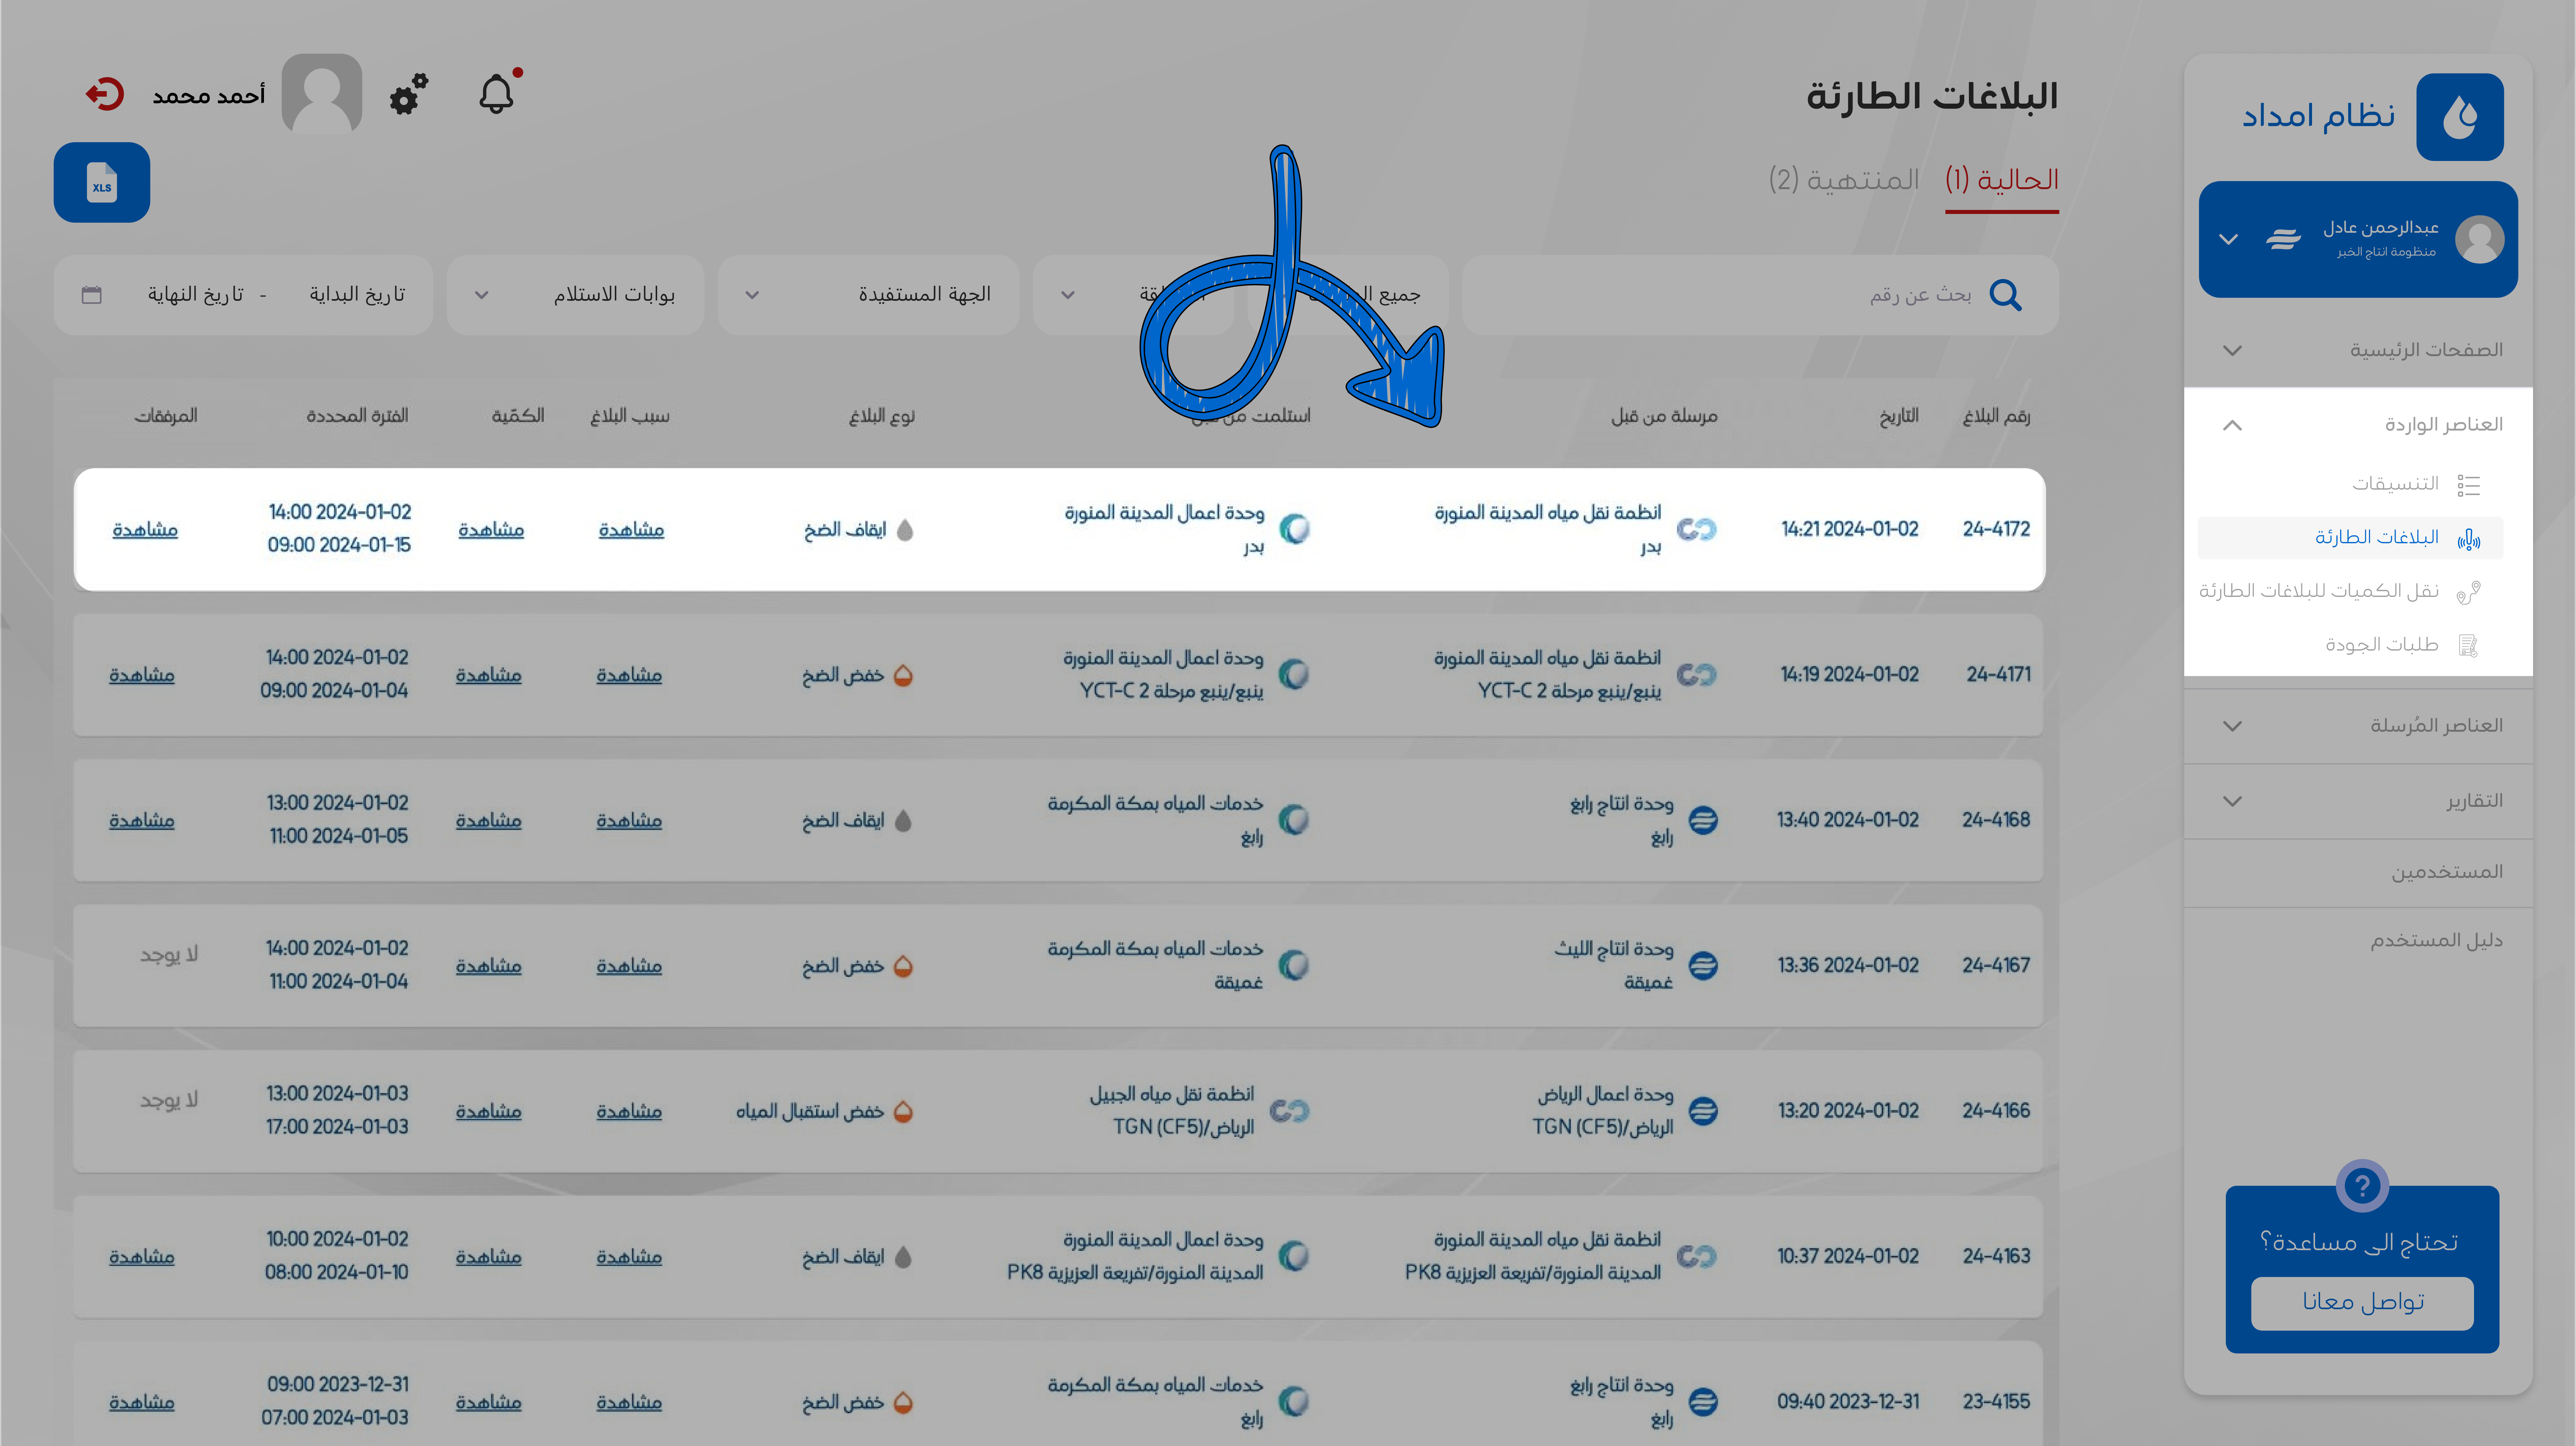 نظام امداد
عبدالرحمن عادل
منظومة انتاج الخبر
الصفحات الرئيسية
العناصر الواردة
التنسيقات
البلاغات الطارئة
نقل الكميات للبلاغات الطارئة
طلبات الجودة
العناصر المُرسلة
التقارير
المستخدمين
دليل المستخدم
?
تحتاج الى مساعدة؟
تواصل معانا
البلاغات الطارئة
أحمد محمد
الحالية (1) المنتهية (2)
XLS
بحث عن رقم جميع الجهة المستفيدة بوابات الاستلام تاريخ البداية - تاريخ النهاية
رقم البلاغ التاريخ مرسلة من قبل استلمت من قبل نوع البلاغ سبب البلاغ الكمّية الفترة المحددة المرفقات
24-4172 2024-01-02 14:21 انظمة نقل مياه المدينة المنورة وحدة اعمال المدينة المنورة ايقاف الضخ مشاهدة مشاهدة 2024-01-02 14:00 مشاهدة
بدر بدر 2024-01-15 09:00
24-4171 2024-01-02 14:19 انظمة نقل مياه المدينة المنورة وحدة اعمال المدينة المنورة خفض الضخ مشاهدة مشاهدة 2024-01-02 14:00 مشاهدة
ينبع/ينبع مرحلة 2 YCT-C ينبع/ينبع مرحلة 2 YCT-C 2024-01-04 09:00
24-4168 2024-01-02 13:40 وحدة انتاج رابغ خدمات المياه بمكة المكرمة ايقاف الضخ مشاهدة مشاهدة 2024-01-02 13:00 مشاهدة
رابغ رابغ 2024-01-05 11:00
24-4167 2024-01-02 13:36 وحدة انتاج الليث خدمات المياه بمكة المكرمة خفض الضخ مشاهدة مشاهدة 2024-01-02 14:00 لا يوجد
غميقة غميقة 2024-01-04 11:00
24-4166 2024-01-02 13:20 وحدة اعمال الرياض انظمة نقل مياه الجبيل خفض استقبال المياه مشاهدة مشاهدة 2024-01-03 13:00 لا يوجد
الرياض/TGN (CF5) الرياض/TGN (CF5) 2024-01-03 17:00
24-4163 2024-01-02 10:37 انظمة نقل مياه المدينة المنورة وحدة اعمال المدينة المنورة ايقاف الضخ مشاهدة مشاهدة 2024-01-02 10:00 مشاهدة
المدينة المنورة/تفريعة العزيزية PK8 المدينة المنورة/تفريعة العزيزية PK8 2024-01-10 08:00
23-4155 2023-12-31 09:40 وحدة انتاج رابغ خدمات المياه بمكة المكرمة خفض الضخ مشاهدة مشاهدة 2023-12-31 09:00 مشاهدة
رابغ رابغ 2024-01-03 07:00